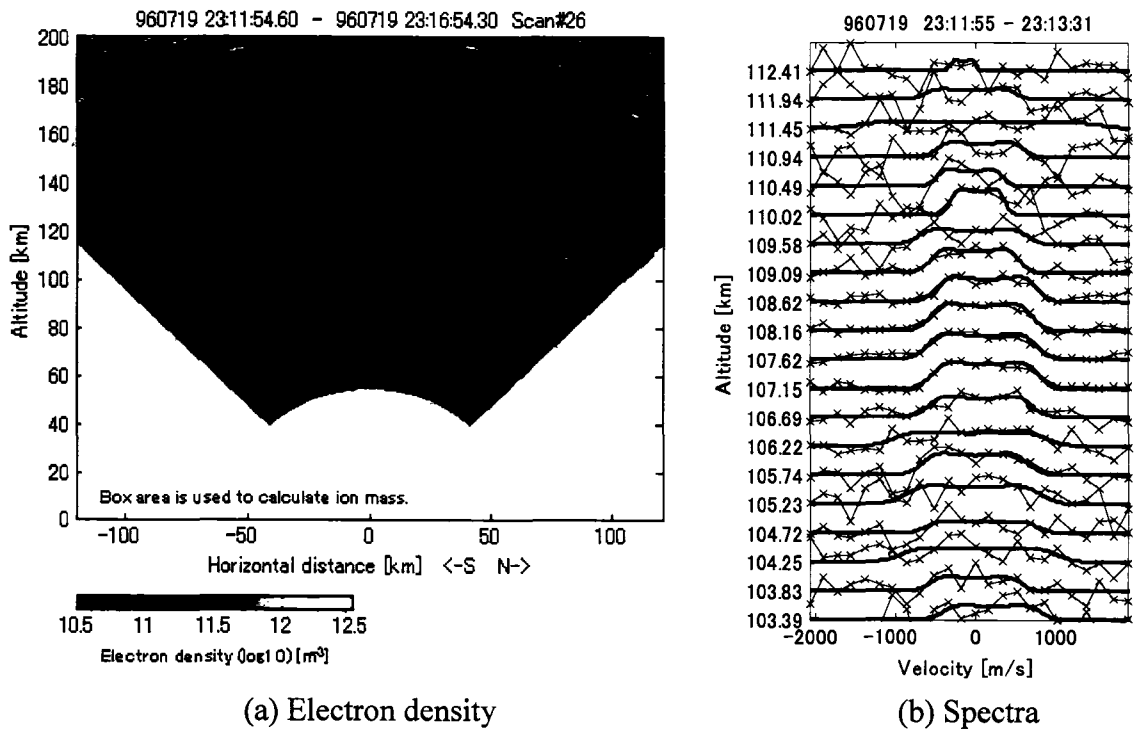 960719 23:11:54.60 - 960719 23:16:54.30 Scan#26
200
180
160
140
120
100
80
60
40
20
0
Altitude [km]
Box area is used to calculate ion mass.
-100 -50 0 50 100
Horizontal distance [km] <-S N->
10.5 11 11.5 12 12.5
Electron density (log10) [m³]
(a) Electron density
960719 23:11:55 - 23:13:31
112.41
111.94
111.45
110.94
110.49
110.02
109.58
109.09
108.62
108.16
107.62
107.15
106.69
106.22
105.74
105.23
104.72
104.25
103.83
103.39
Altitude [km]
-2000 -1000 0 1000
Velocity [m/s]
(b) Spectra